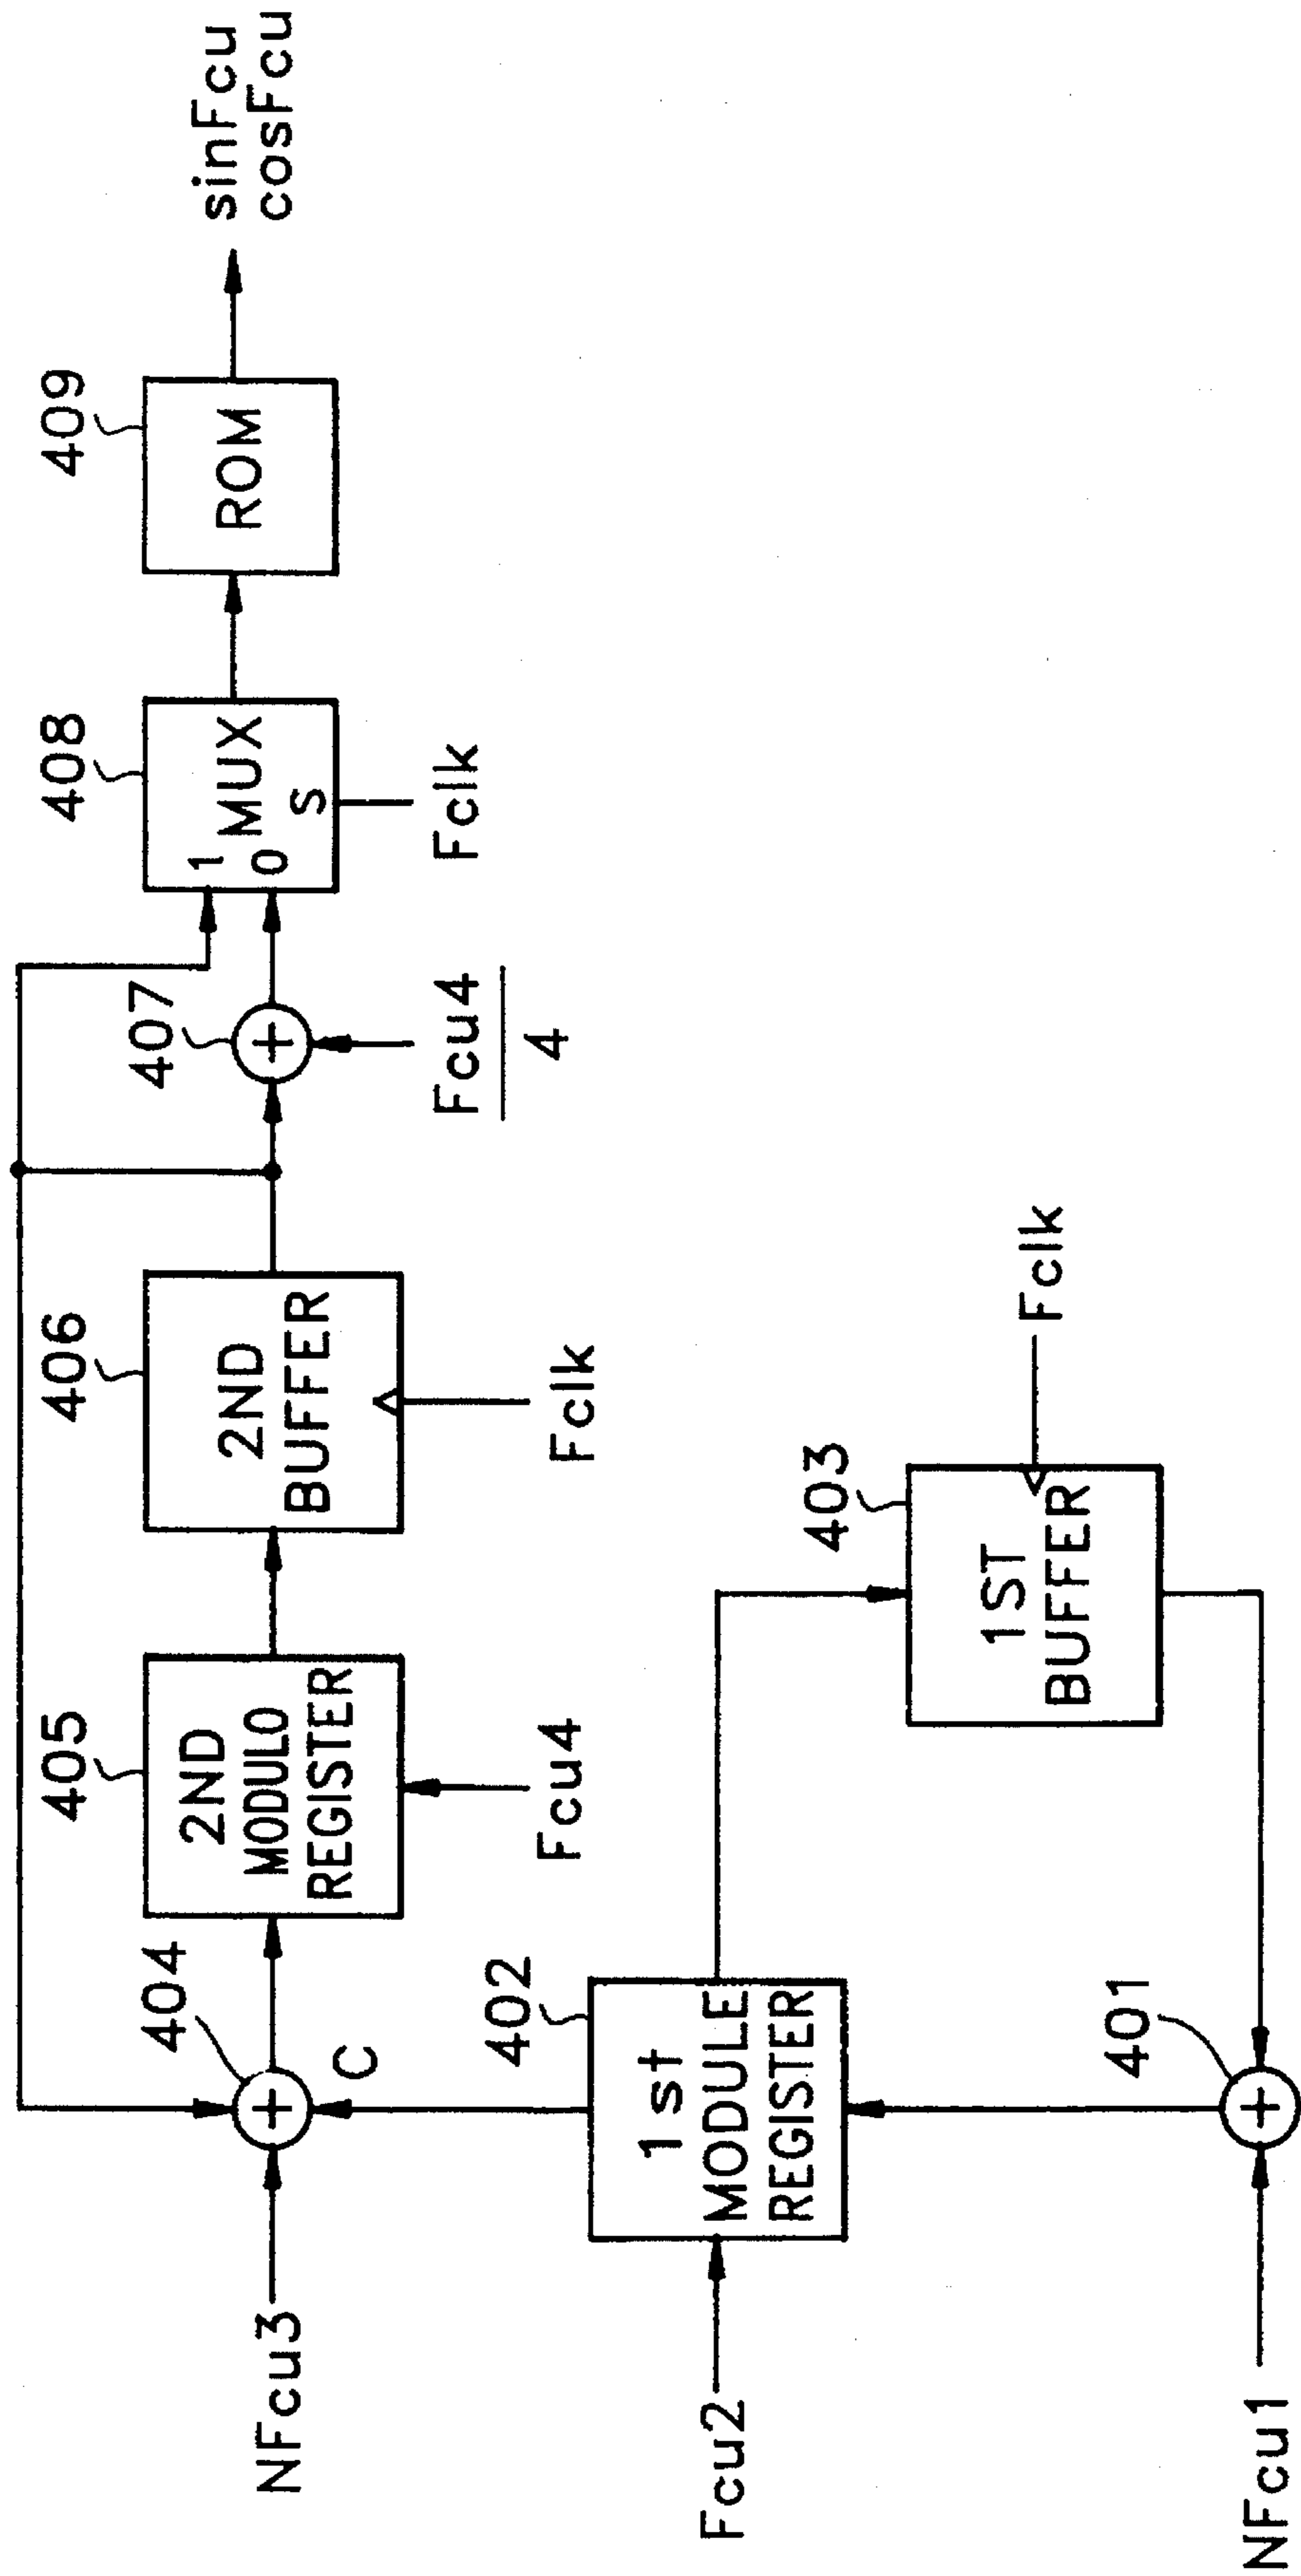 NFcu3
404
C
405
2ND
MODULO
REGISTER
Fcu4
406
2ND
BUFFER
Fclk
407
Fcu4
4
408
1
MUX
0
S
Fclk
409
ROM
sinFcu
cosFcu
Fcu2
402
1st
MODULE
REGISTER
403
1ST
BUFFER
Fclk
NFcu1
401